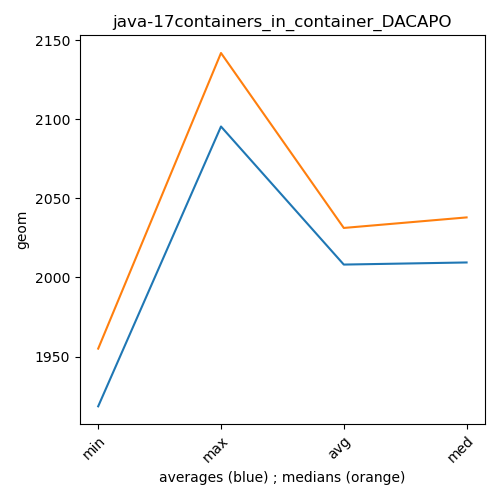 java-17containers_in_container_DACAPO
2150
2100
2050
2000
1950
geom
min
max
avg
med
averages (blue) ; medians (orange)